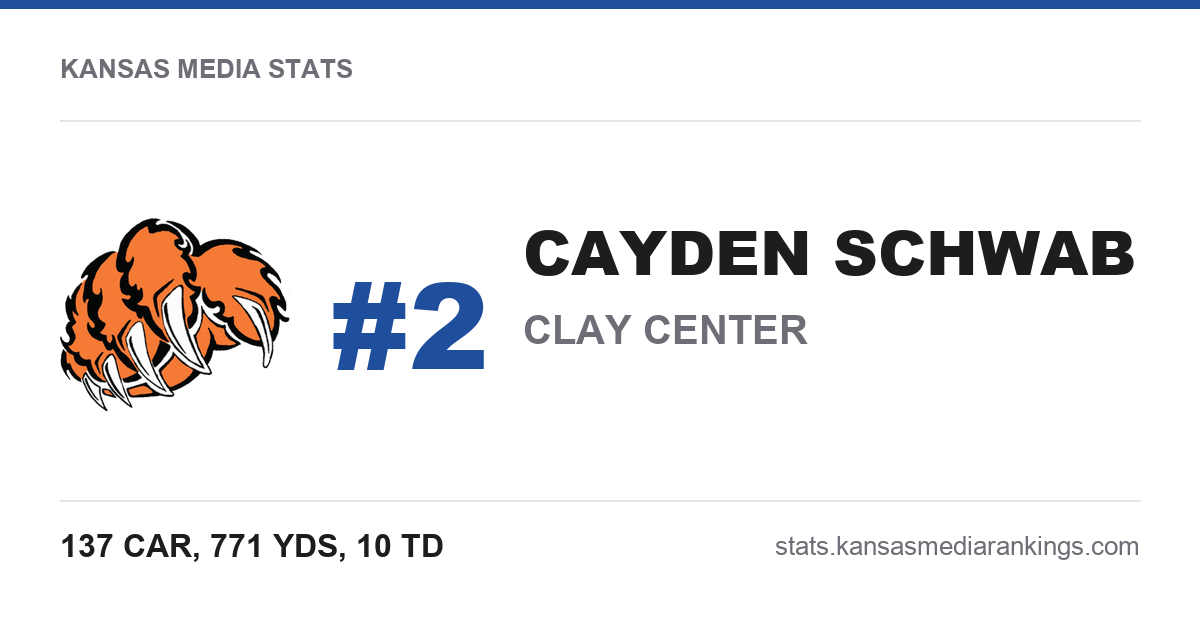 KANSAS MEDIA STATS
#2
CAYDEN SCHWAB
CLAY CENTER
137 CAR, 771 YDS, 10 TD
stats.kansasmediarankings.com